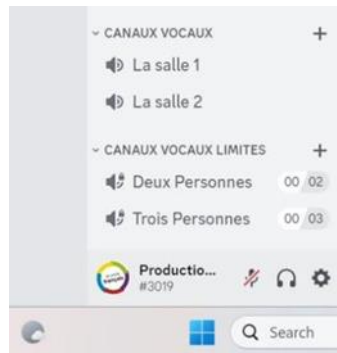 CANAUX VOCAUX
La salle 1
La salle 2
CANAUX VOCAUX LIMITES
Deux Personnes 00 02
Trois Personnes 00 03
Productio...
#3019
Search